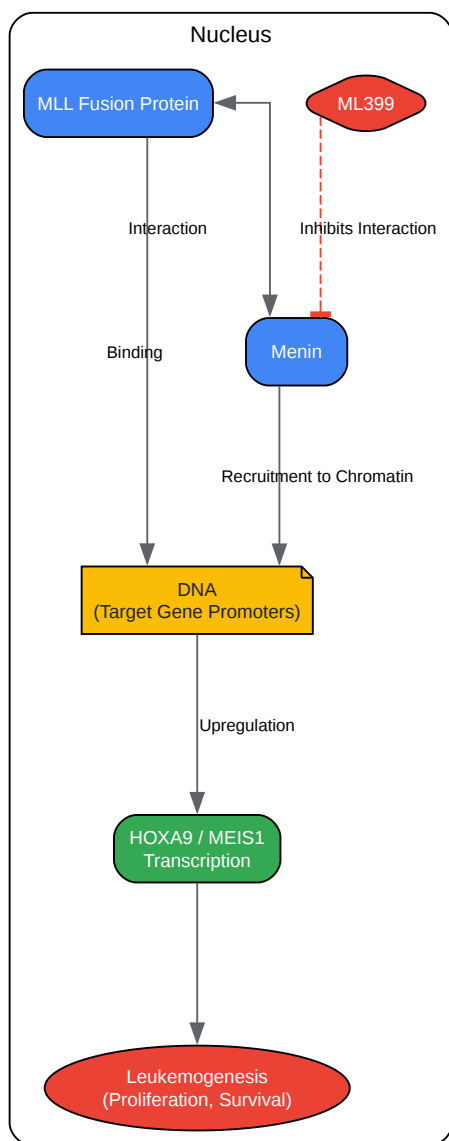 Nucleus
MLL Fusion Protein
ML399
Interaction
Inhibits Interaction
Binding
Menin
Recruitment to Chromatin
DNA
(Target Gene Promoters)
Upregulation
HOXA9 / MEIS1
Transcription
Leukemogenesis
(Proliferation, Survival)